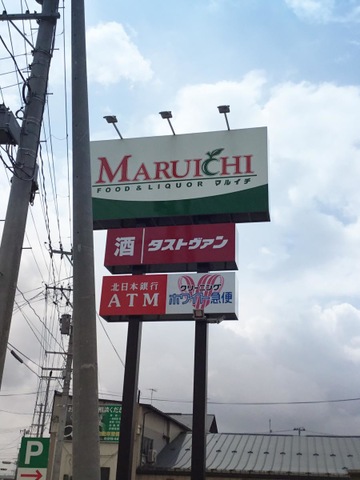 MARUICHI
FOOD & LIQUOR マルイチ
酒 タストヴァン
北日本銀行
ATM
クリーニング
ホワイト急便
P